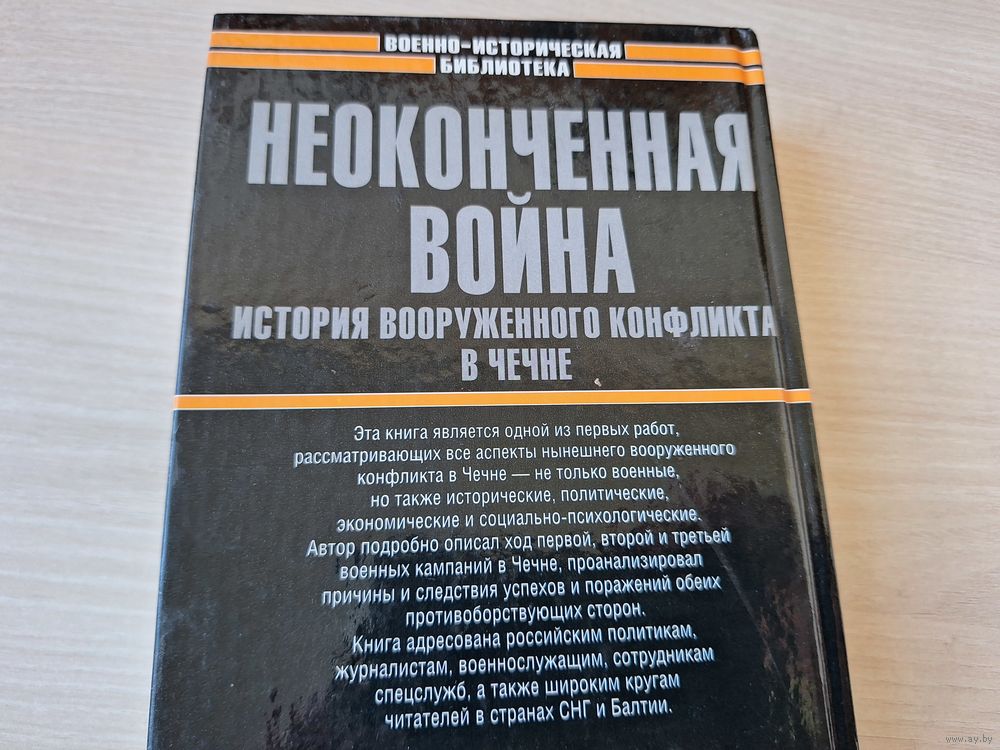 ВОЕННО-ИСТОРИЧЕСКАЯ
БИБЛИОТЕКА
НЕОКОНЧЕННАЯ
ВОЙНА
ИСТОРИЯ ВООРУЖЕННОГО КОНФЛИКТА
В ЧЕЧНЕ
Эта книга является одной из первых работ,
рассматривающих все аспекты нынешнего вооруженного
конфликта в Чечне — не только военные,
но также исторические, политические,
экономические и социально-психологические.
Автор подробно описал ход первой, второй и третьей
военных кампаний в Чечне, проанализировал
причины и следствия успехов и поражений обеих
противоборствующих сторон.
Книга адресована российским политикам,
журналистам, военнослужащим, сотрудникам
спецслужб, а также широким кругам
читателей в странах СНГ и Балтии.
www.ay.by